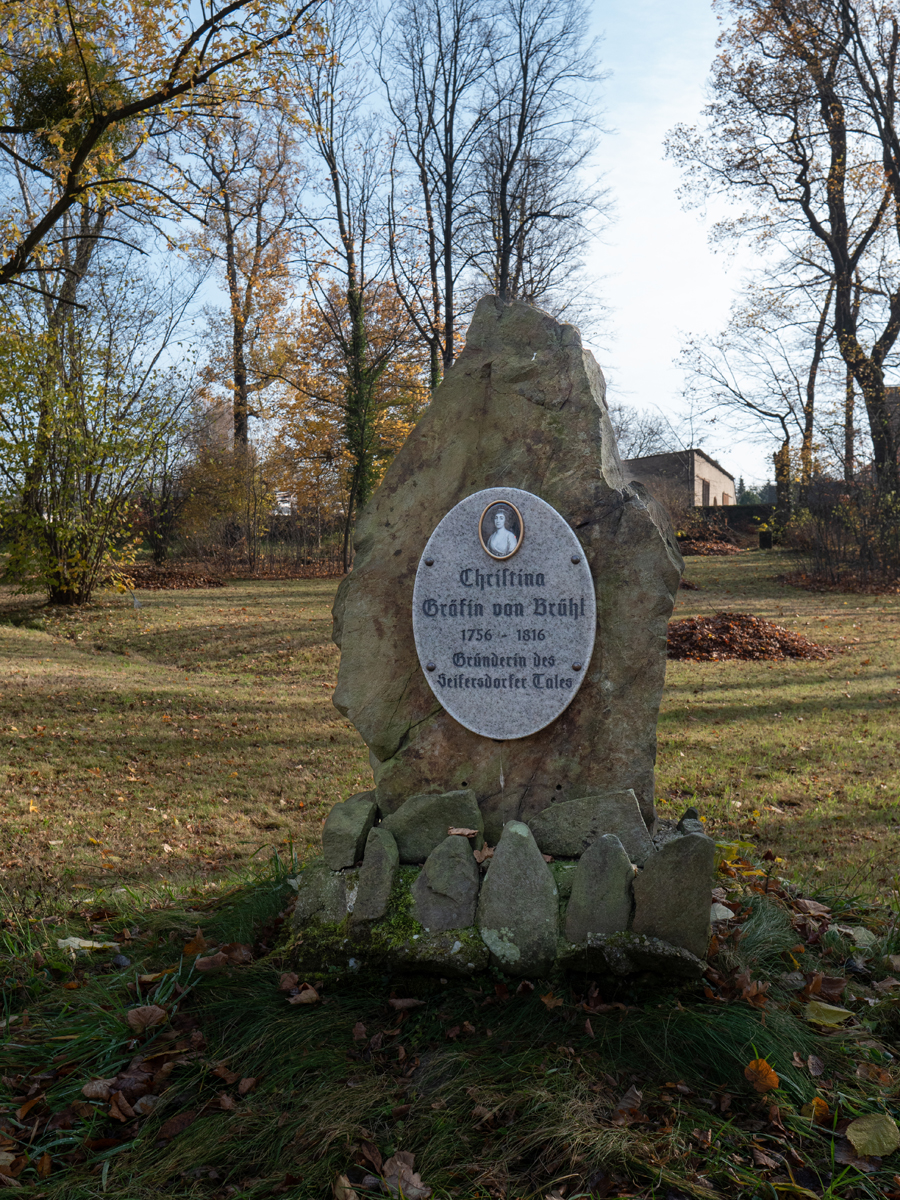 Chriſtina
Gräfin von Brühl
1756 - 1816
Gründerin des
Seifersdorfer Tales